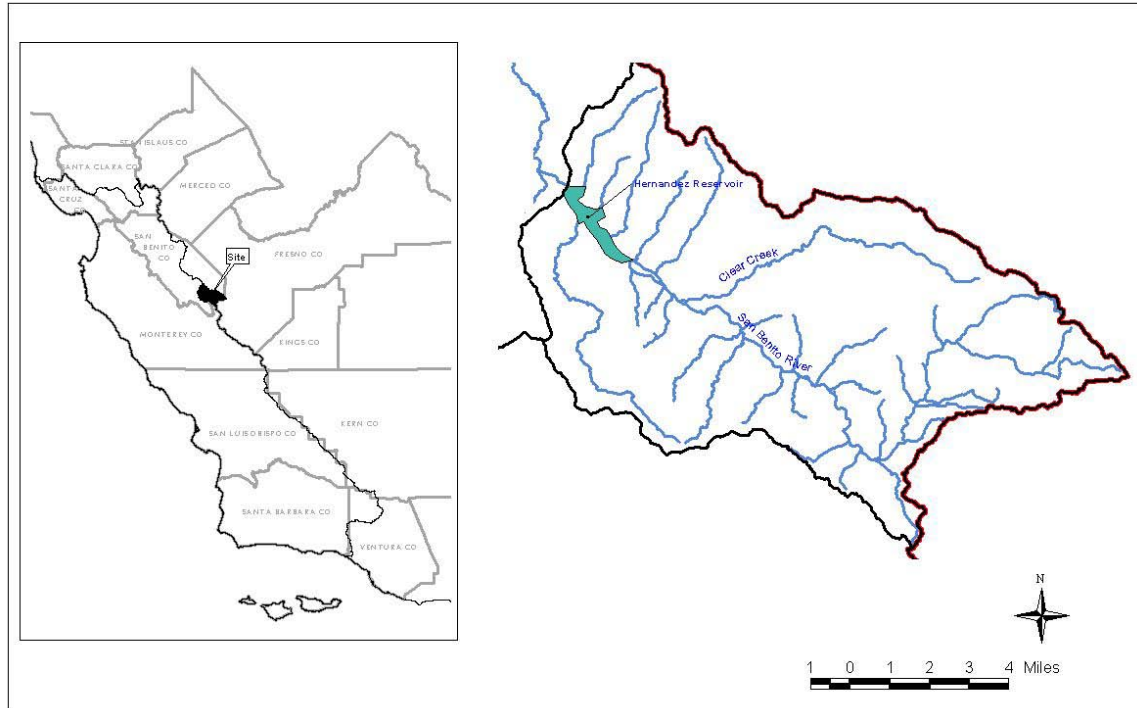 STANISLAUS CO
SANTA CLARA CO
MERCED CO
SANTA
CRUZ
CO
SAN
BENITO
CO
Site
FRESNO CO
MONTEREY CO
KINGS CO
SAN LUIS OBISPO CO
KERN CO
SANTA BARBARA CO
VENTURA CO
Hernandez Reservoir
Clear Creek
San Benito River
N
1 0 1 2 3 4 Miles